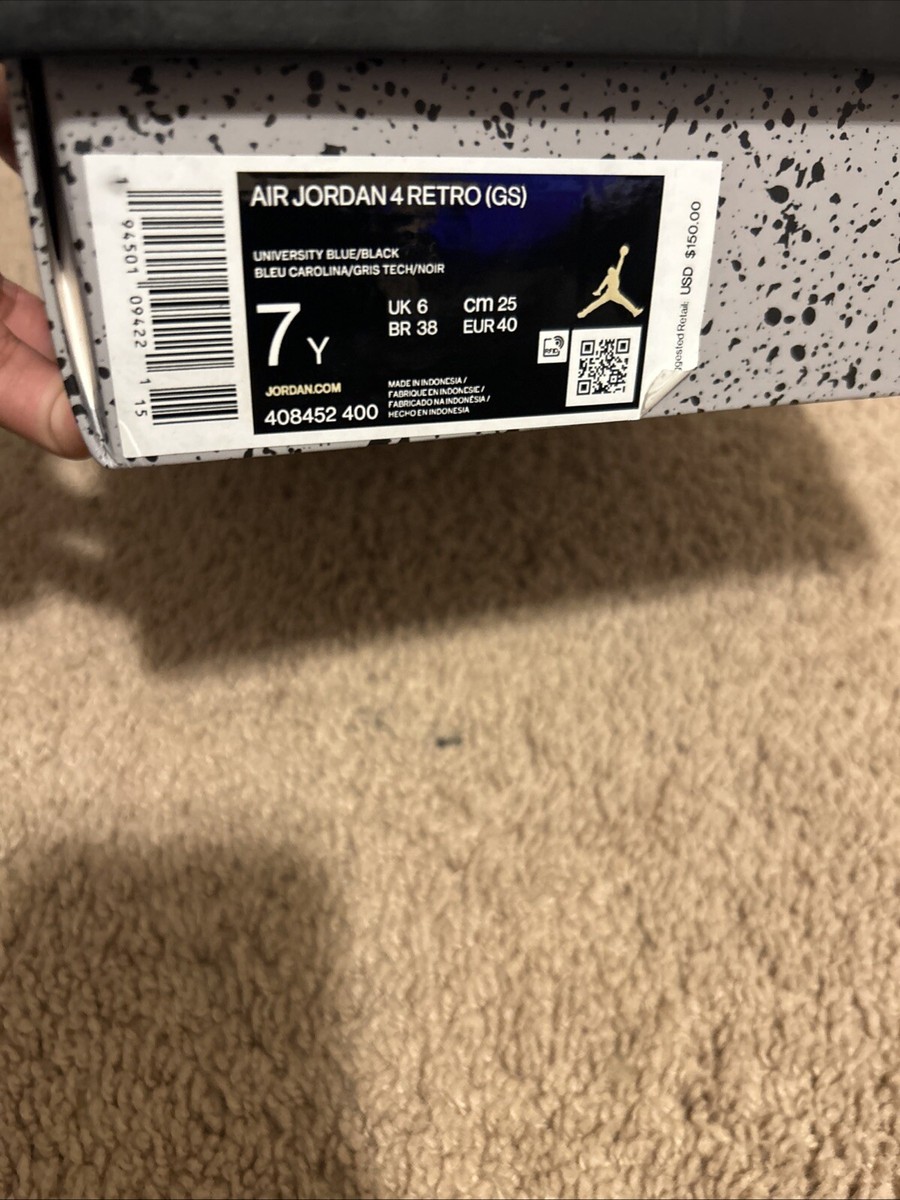 AIR JORDAN 4 RETRO (GS)
UNIVERSITY BLUE/BLACK
BLEU CAROLINA/GRIS TECH/NOIR
7 Y
UK 6 cm 25
BR 38 EUR 40
JORDAN.COM
408452 400
MADE IN INDONESIA /
FABRIQUE EN INDONESIE /
FABRICADO NA INDONÉSIA /
HECHO EN INDONESIA
1 94501 09422 1 15
Retail: USD $150.00